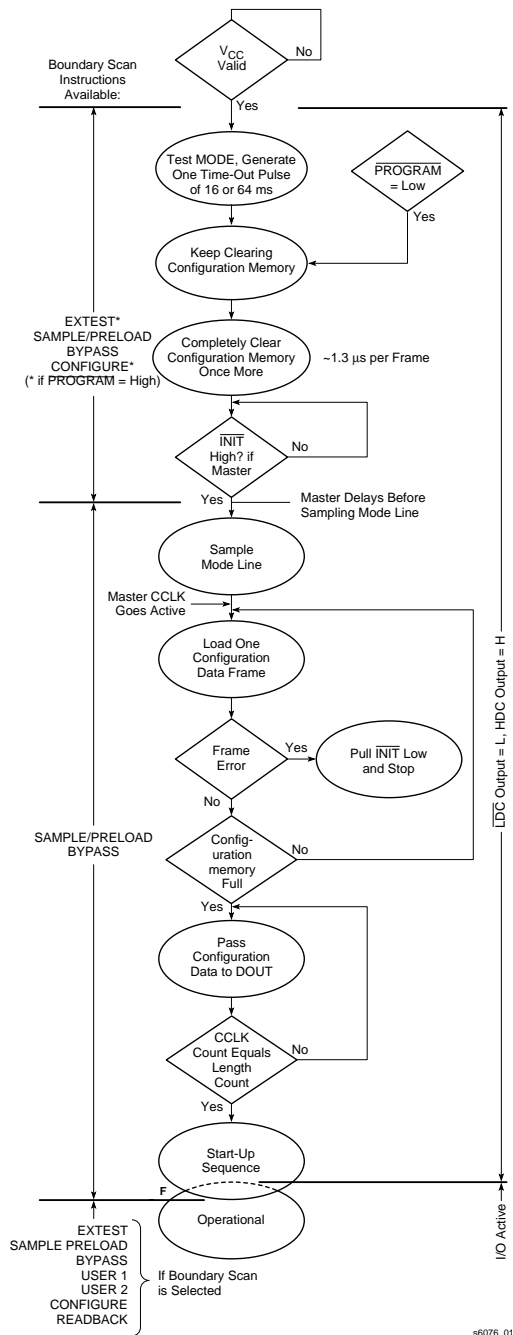 Boundary Scan
Instructions
Available:
VCC
Valid
No
Yes
Test MODE, Generate
One Time-Out Pulse
of 16 or 64 ms
PROGRAM
= Low
Yes
Keep Clearing
Configuration Memory
EXTEST*
SAMPLE/PRELOAD
BYPASS
CONFIGURE*
(* if PROGRAM = High)
Completely Clear
Configuration Memory
Once More
~1.3 μs per Frame
INIT
High? if
Master
No
Yes
Master Delays Before
Sampling Mode Line
Sample
Mode Line
Master CCLK
Goes Active
Load One
Configuration
Data Frame
Frame
Error
Yes
Pull INIT Low
and Stop
No
SAMPLE/PRELOAD
BYPASS
Config-
uration
memory
Full
No
Yes
Pass
Configuration
Data to DOUT
CCLK
Count Equals
Length
Count
No
Yes
Start-Up
Sequence
F
Operational
LDC Output = L, HDC Output = H
I/O Active
EXTEST
SAMPLE PRELOAD
BYPASS
USER 1
USER 2
CONFIGURE
READBACK
If Boundary Scan
is Selected
s6076_01